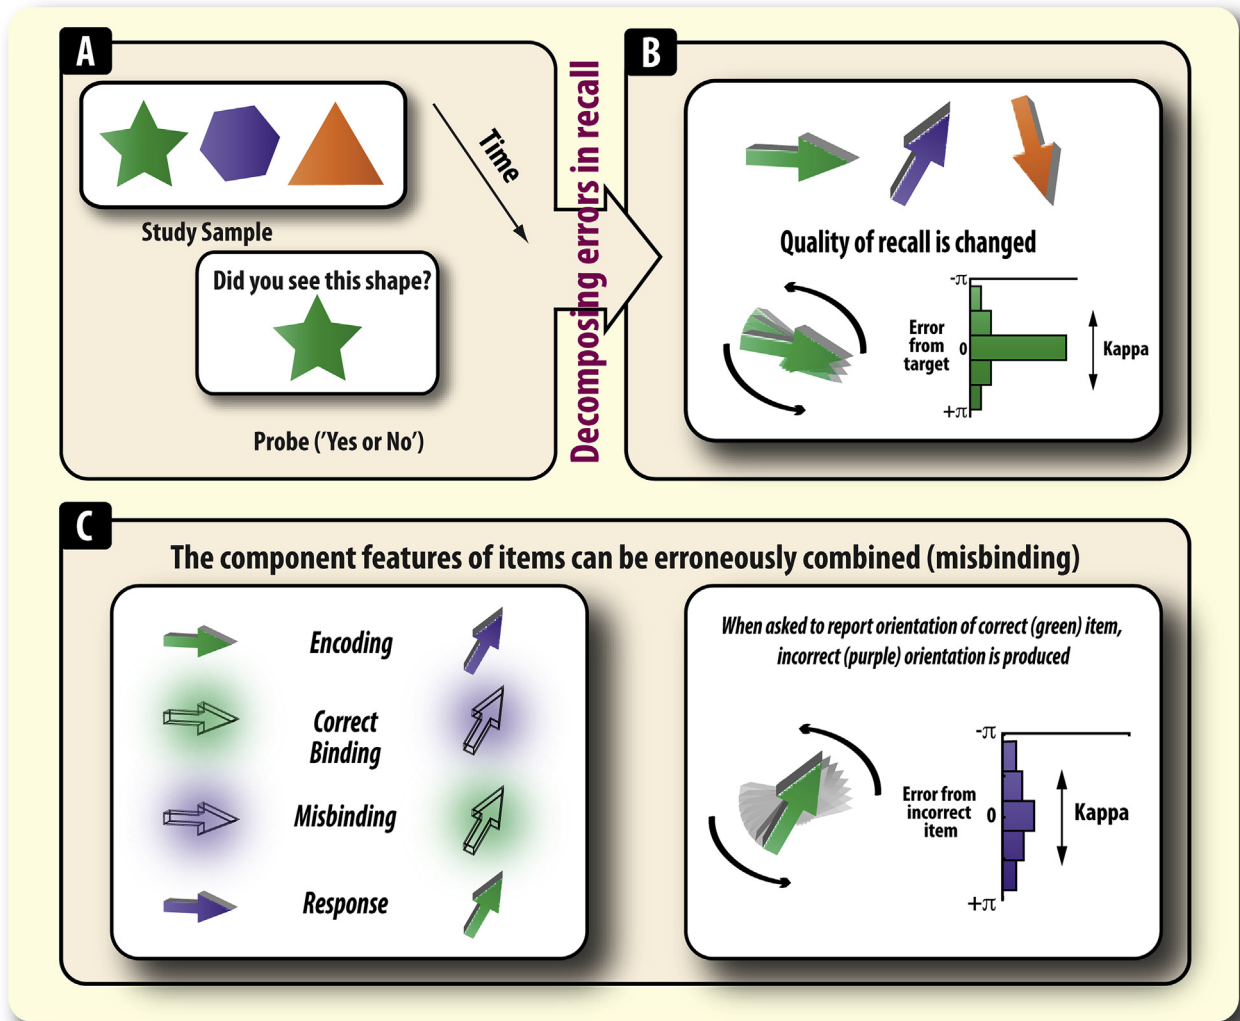 A
Study Sample
Time
Did you see this shape?
Probe ('Yes or No')
Decomposing errors in recall
B
Quality of recall is changed
-π
Error
from
target
0
+π
Kappa
C
The component features of items can be erroneously combined (misbinding)
Encoding
Correct
Binding
Misbinding
Response
When asked to report orientation of correct (green) item,
incorrect (purple) orientation is produced
-π
Error from
incorrect
item
0
+π
Kappa